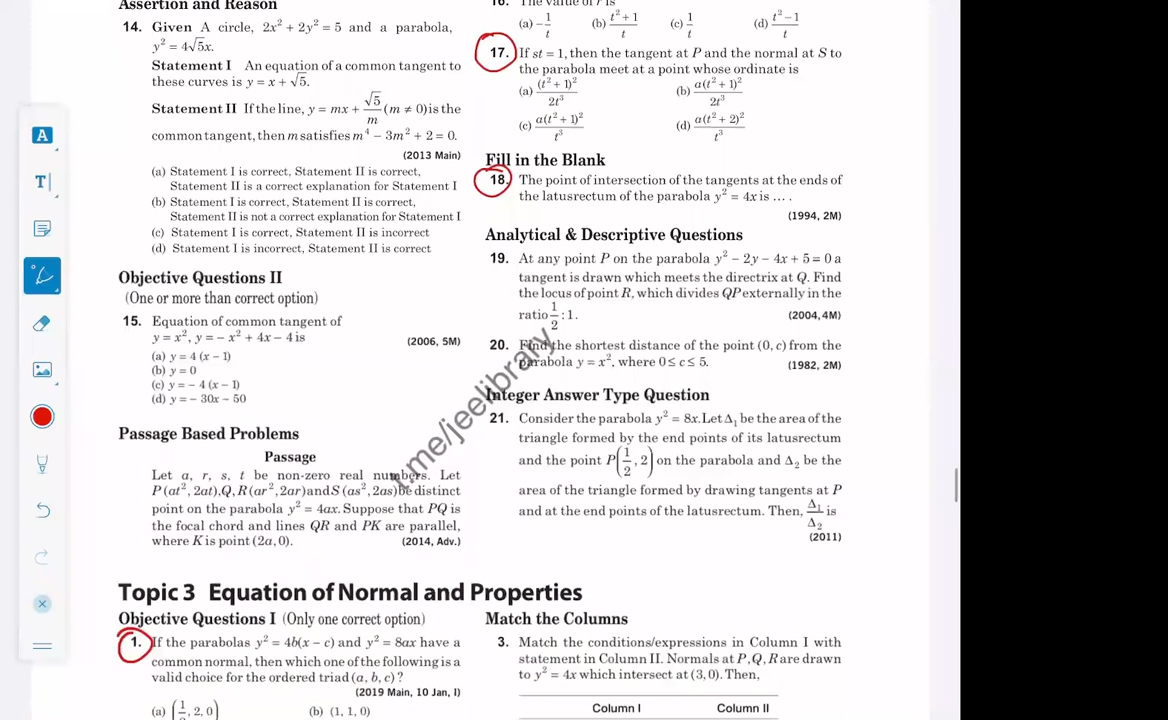 Assertion and Reason
14. Given A circle, 2x² + 2y² = 5 and a parabola,
y² = 4√5x.
Statement I An equation of a common tangent to
these curves is y = x + √5.
Statement II If the line, y = mx + √5/m (m ≠ 0) is the
common tangent, then m satisfies m⁴ − 3m² + 2 = 0.
(2013 Main)
(a) Statement I is correct, Statement II is correct,
Statement II is a correct explanation for Statement I
(b) Statement I is correct, Statement II is correct,
Statement II is not a correct explanation for Statement I
(c) Statement I is correct, Statement II is incorrect
(d) Statement I is incorrect, Statement II is correct
Objective Questions II
(One or more than correct option)
15. Equation of common tangent of
y = x², y = − x² + 4x − 4 is
(2006, 5M)
(a) y = 4 (x − 1)
(b) y = 0
(c) y = − 4 (x − 1)
(d) y = − 30x − 50
Passage Based Problems
Passage
Let a, r, s, t be non-zero real numbers. Let
P(at², 2at), Q, R(ar², 2ar) and S(as², 2as) be distinct
point on the parabola y² = 4ax. Suppose that PQ is
the focal chord and lines QR and PK are parallel,
where K is point (2a, 0).
(2014, Adv.)
16. The value of r is
(a) −1/t (b) (t² + 1)/t (c) 1/t (d) (t² − 1)/t
17. If st = 1, then the tangent at P and the normal at S to
the parabola meet at a point whose ordinate is
(a) (t² + 1)²/2t³ (b) a(t² + 1)²/2t³
(c) a(t² + 1)²/t³ (d) a(t² + 2)²/t³
Fill in the Blank
18. The point of intersection of the tangents at the ends of
the latusrectum of the parabola y² = 4x is ... .
(1994, 2M)
Analytical & Descriptive Questions
19. At any point P on the parabola y² − 2y − 4x + 5 = 0 a
tangent is drawn which meets the directrix at Q. Find
the locus of point R, which divides QP externally in the
ratio 1/2 : 1.
(2004, 4M)
20. Find the shortest distance of the point (0, c) from the
parabola y = x², where 0 ≤ c ≤ 5.
(1982, 2M)
Integer Answer Type Question
21. Consider the parabola y² = 8x. Let Δ₁ be the area of the
triangle formed by the end points of its latusrectum
and the point P(1/2, 2) on the parabola and Δ₂ be the
area of the triangle formed by drawing tangents at P
and at the end points of the latusrectum. Then, Δ₁/Δ₂ is
(2011)
t.me/jeelibrary
Topic 3 Equation of Normal and Properties
Objective Questions I (Only one correct option)
1. If the parabolas y² = 4b(x − c) and y² = 8ax have a
common normal, then which one of the following is a
valid choice for the ordered triad (a, b, c) ?
(2019 Main, 10 Jan, I)
(a) (1/2, 2, 0) (b) (1, 1, 0)
Match the Columns
3. Match the conditions/expressions in Column I with
statement in Column II. Normals at P, Q, R are drawn
to y² = 4x which intersect at (3, 0). Then,
Column I Column II
A
T